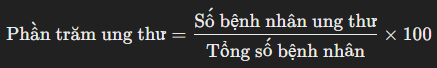 Phần trăm ung thư = Số bệnh nhân ung thư / Tổng số bệnh nhân × 100